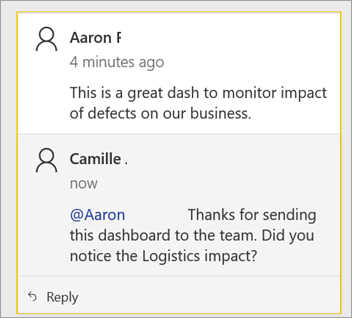 Aaron F
4 minutes ago
This is a great dash to monitor impact
of defects on our business.
Camille .
now
@Aaron Thanks for sending
this dashboard to the team. Did you
notice the Logistics impact?
Reply